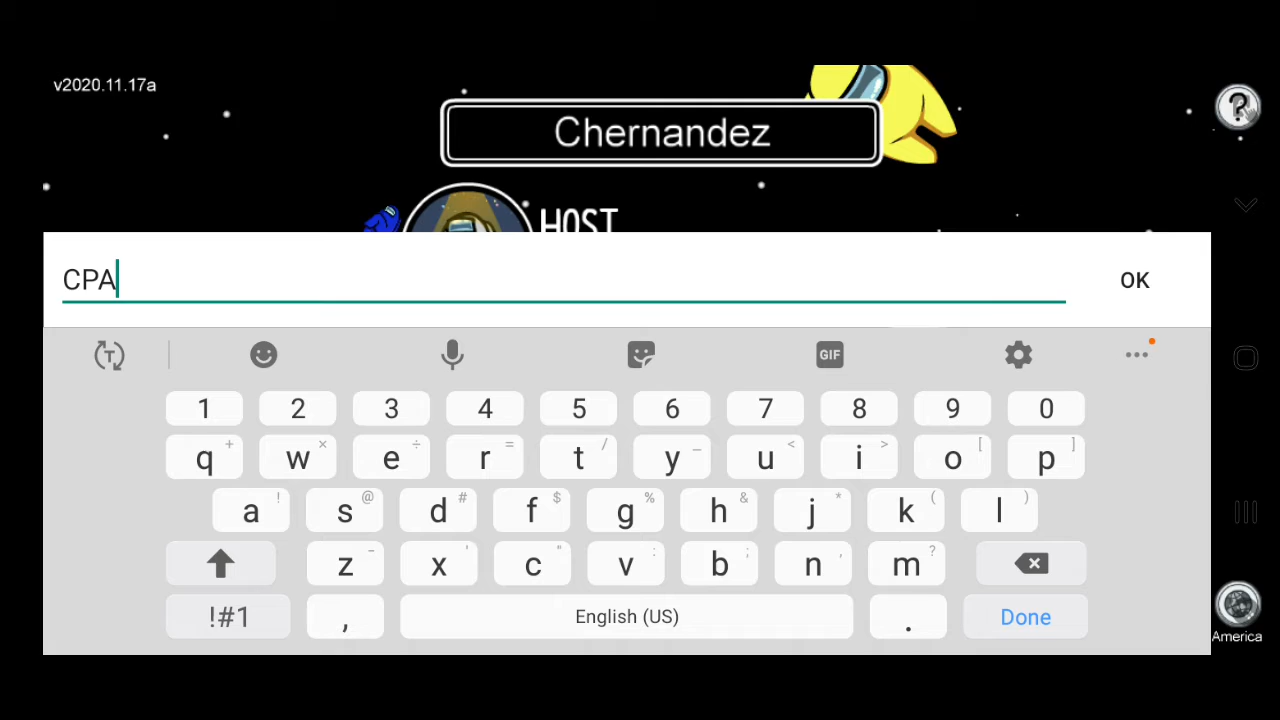 v2020.11.17a
Chernandez
HOST
CPA
OK
T
GIF
1 2 3 4 5 6 7 8 9 0
+ × ÷ = / _ < > [ ]
q w e r t y u i o p
! @ # $ % & * ( )
a s d f g h j k l
- ' " : ; , ?
z x c v b n m
!#1 , English (US) . Done
America